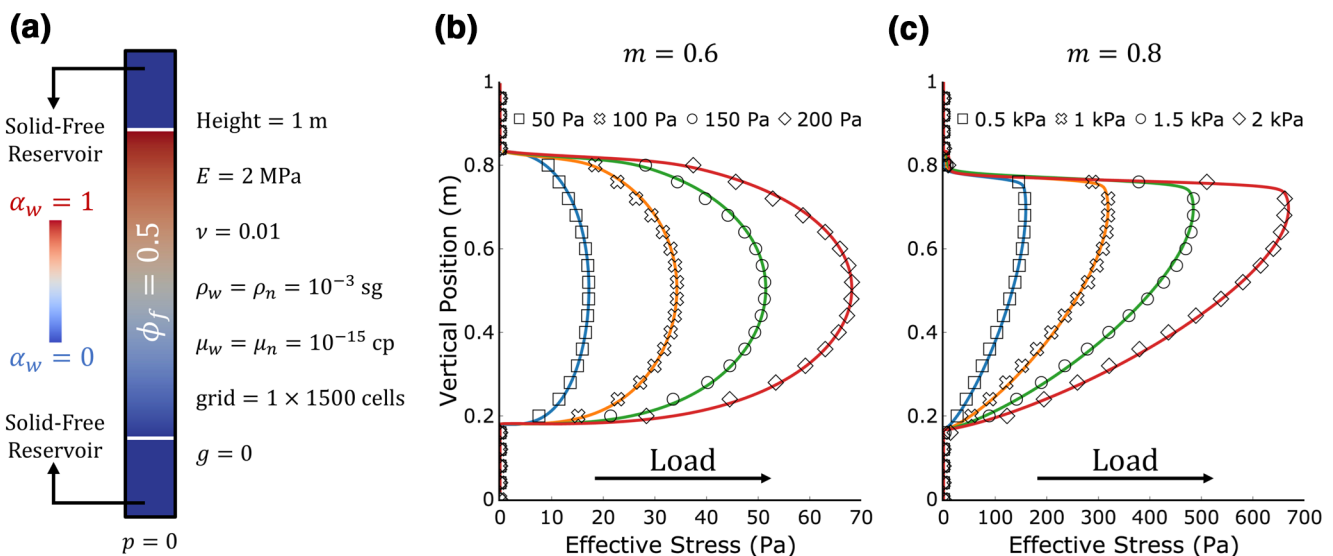 (a)
Solid-Free
Reservoir
α_w = 1
α_w = 0
Solid-Free
Reservoir
ϕ_f = 0.5
p = 0
Height = 1 m
E = 2 MPa
ν = 0.01
ρ_w = ρ_n = 10⁻³ sg
μ_w = μ_n = 10⁻¹⁵ cp
grid = 1 × 1500 cells
g = 0
(b)
m = 0.6
50 Pa 100 Pa 150 Pa 200 Pa
Vertical Position (m)
1
0.8
0.6
0.4
0.2
0
Load
0 10 20 30 40 50 60 70
Effective Stress (Pa)
(c)
m = 0.8
0.5 kPa 1 kPa 1.5 kPa 2 kPa
1
0.8
0.6
0.4
0.2
0
Load
0 100 200 300 400 500 600 700
Effective Stress (Pa)